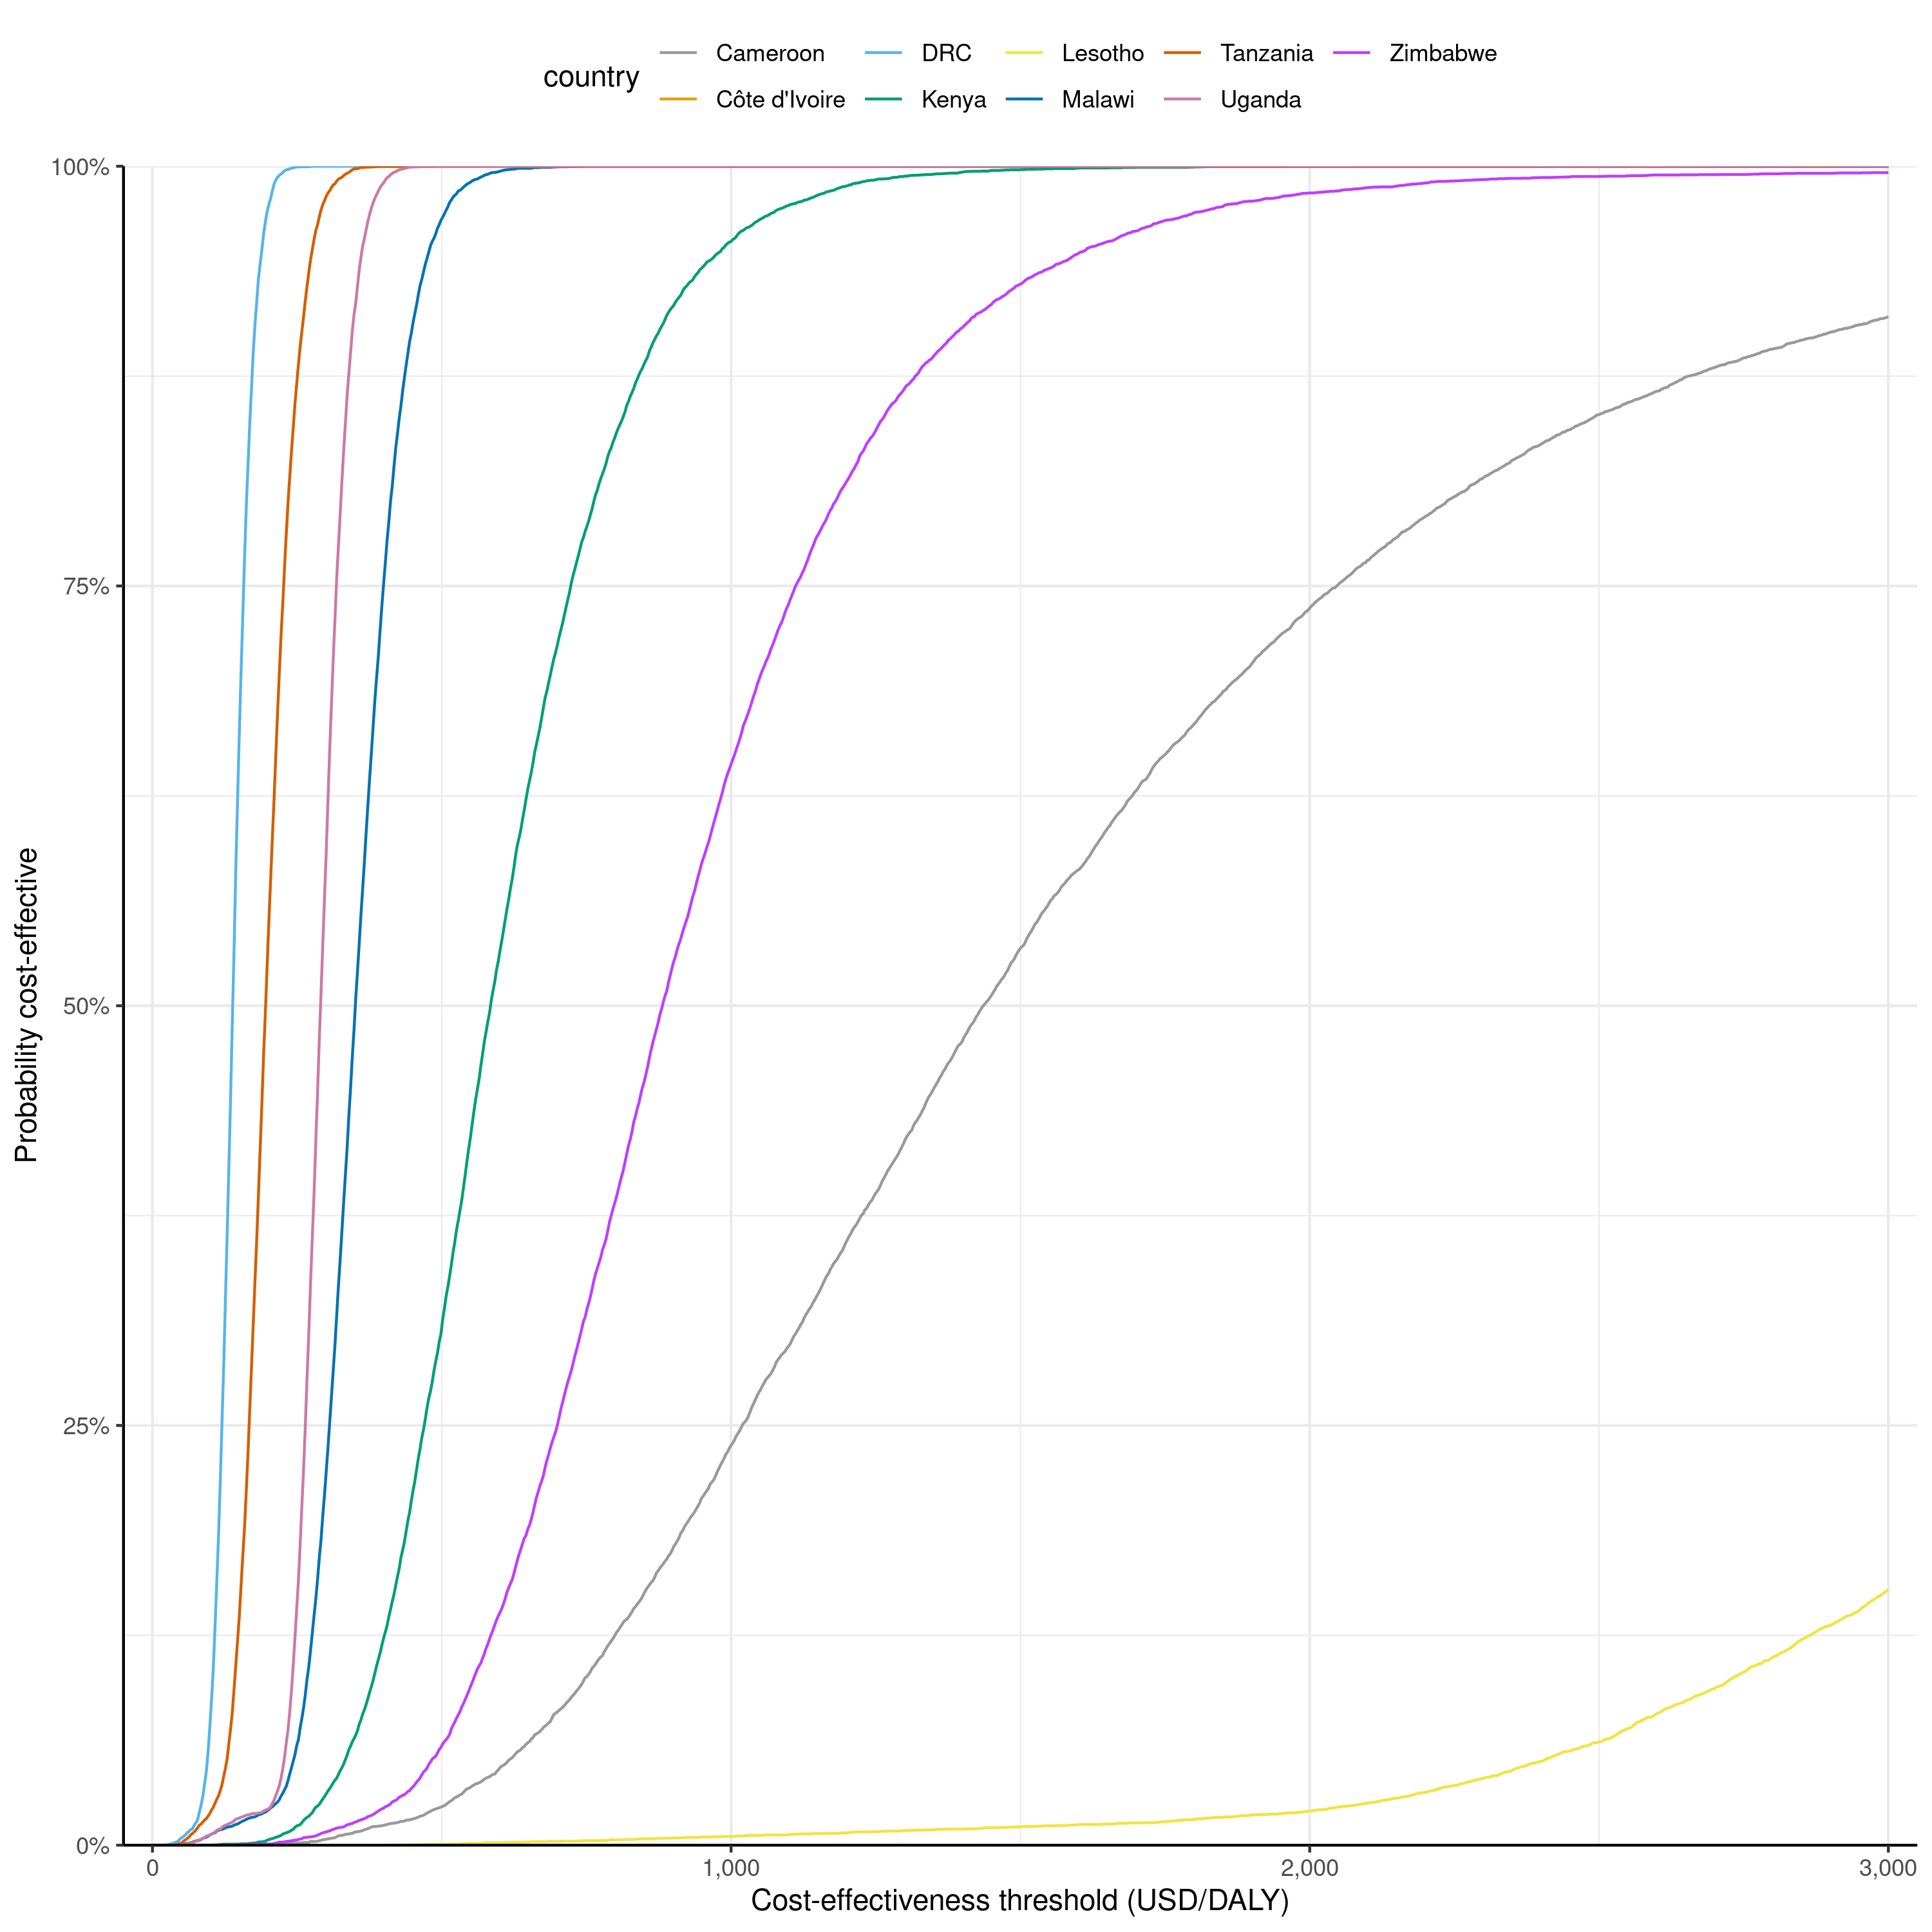 country
Cameroon
DRC
Lesotho
Tanzania
Zimbabwe
Côte d'Ivoire
Kenya
Malawi
Uganda
100%
75%
50%
25%
0%
Probability cost-effective
0
1,000
2,000
3,000
Cost-effectiveness threshold (USD/DALY)